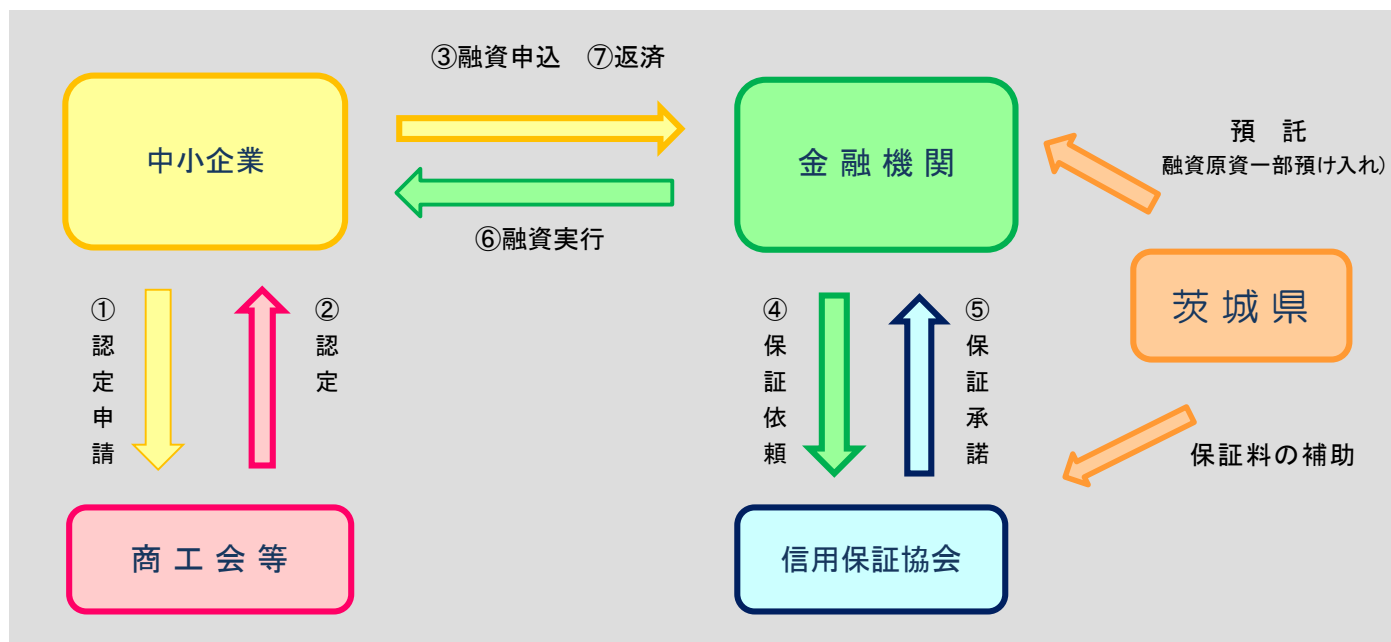 ③融資申込　⑦返済
中小企業
金 融 機 関
預　託
融資原資一部預け入れ)
⑥融資実行
茨 城 県
①認定申請
②認定
④保証依頼
⑤保証承諾
保証料の補助
商 工 会 等
信用保証協会